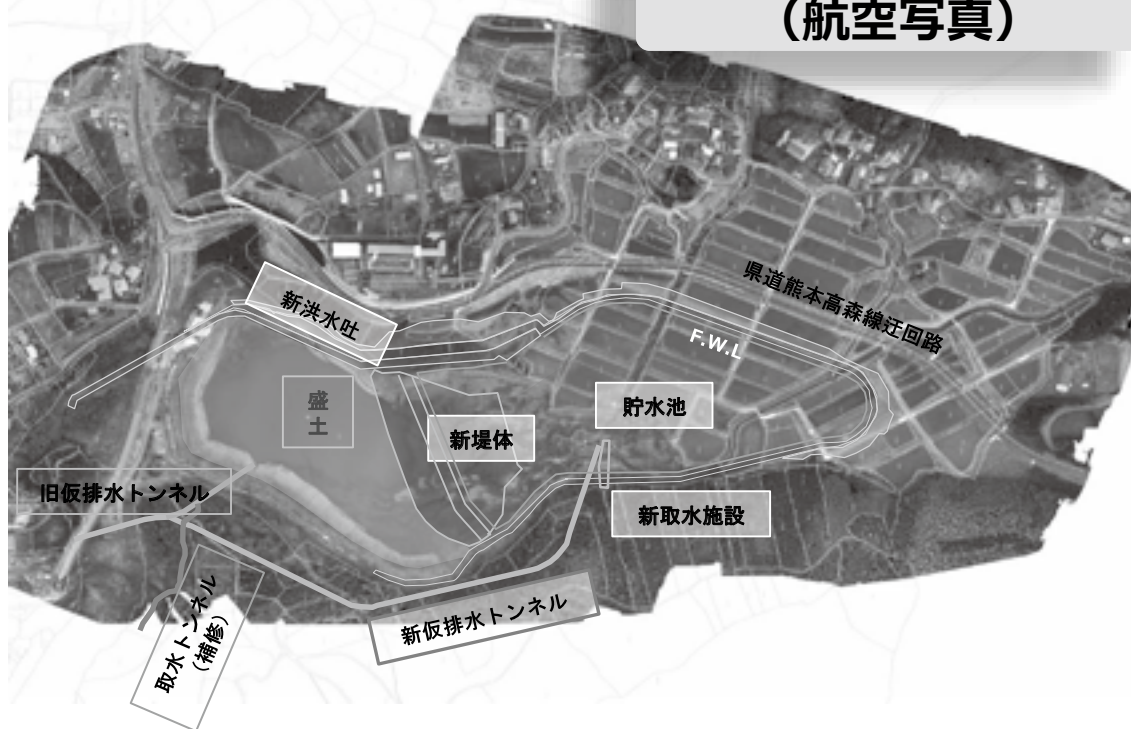 （航空写真）
新洪水吐
県道熊本高森線迂回路
F.W.L
盛
土
貯水池
新堤体
旧仮排水トンネル
新取水施設
取水トンネル
（補修）
新仮排水トンネル